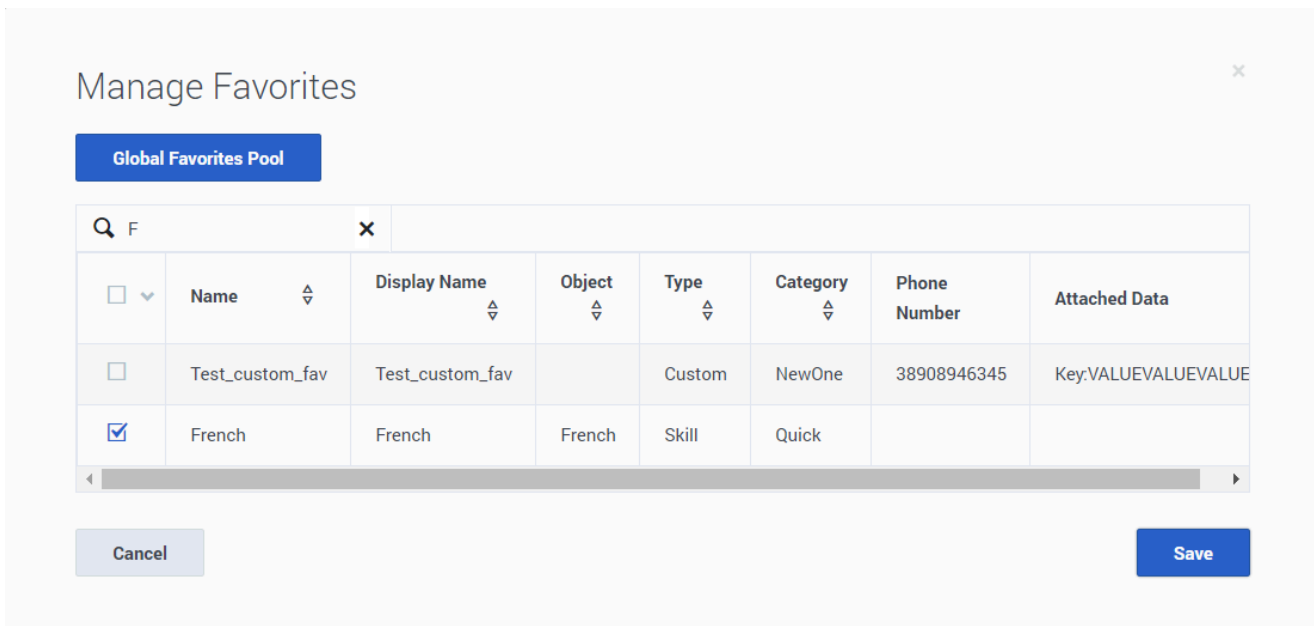 Manage Favorites
Global Favorites Pool
F
Name
Display Name
Object
Type
Category
Phone
Number
Attached Data
Test_custom_fav Test_custom_fav Custom NewOne 38908946345 Key:VALUEVALUEVALUE
French French French Skill Quick
Cancel Save